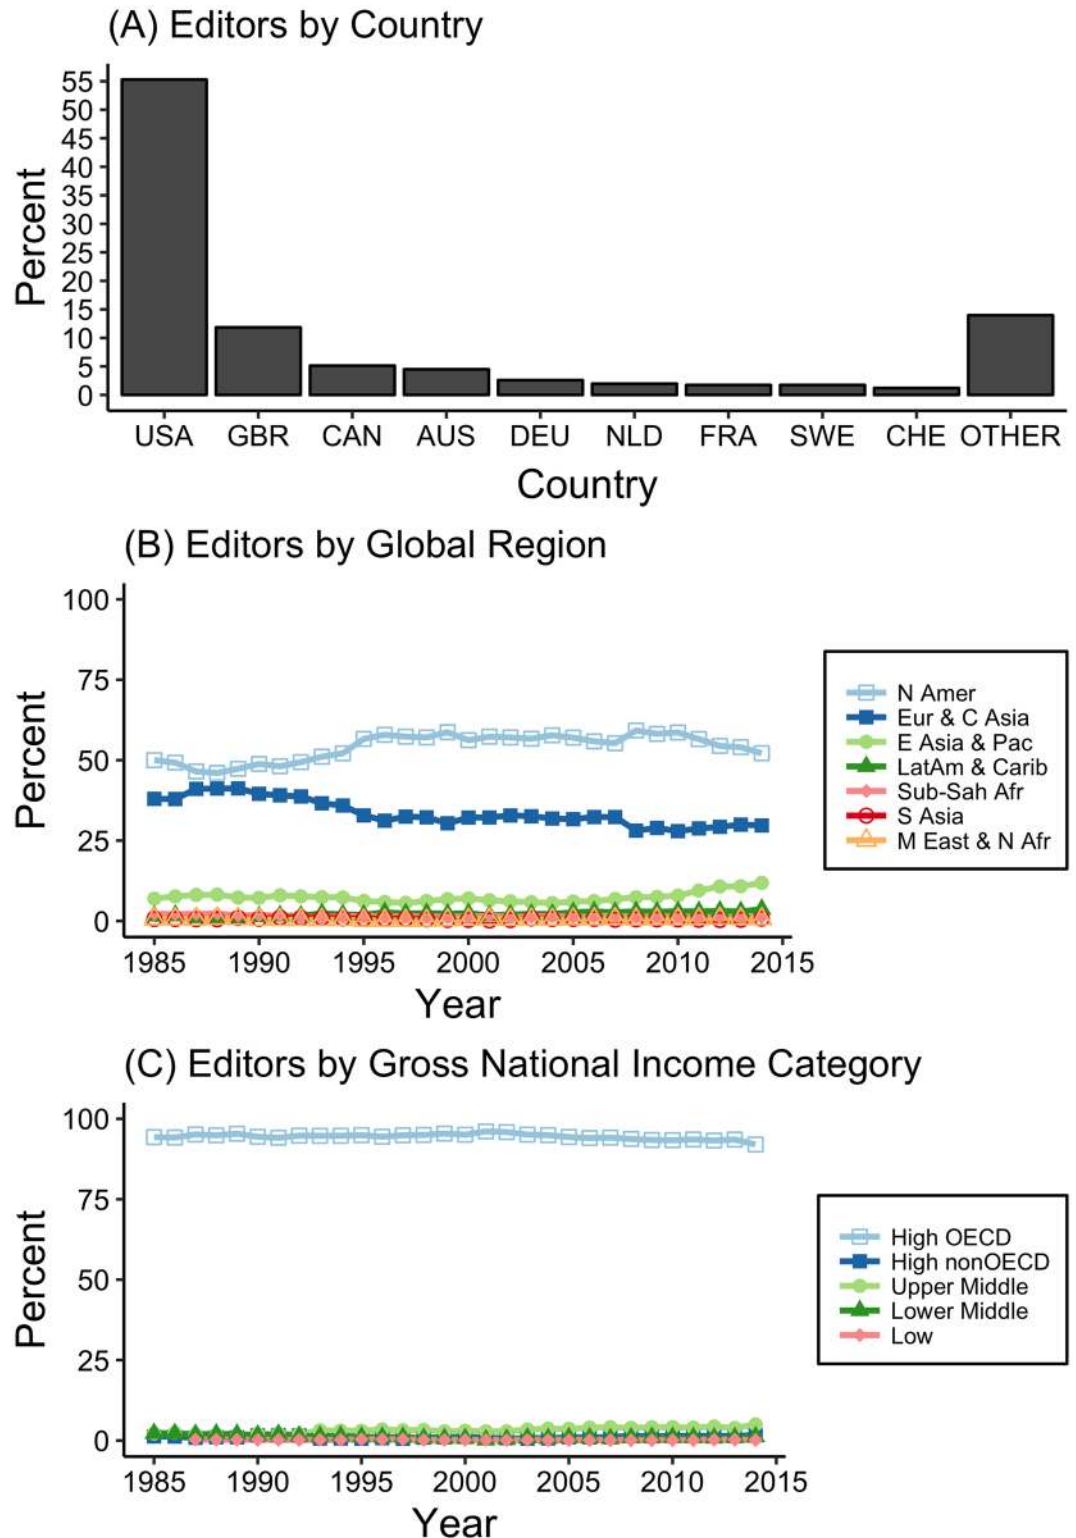 (A) Editors by Country
Percent
55
50
45
40
35
30
25
20
15
10
5
0
USA GBR CAN AUS DEU NLD FRA SWE CHE OTHER
Country
(B) Editors by Global Region
Percent
100
75
50
25
0
1985 1990 1995 2000 2005 2010 2015
Year
N Amer
Eur & C Asia
E Asia & Pac
LatAm & Carib
Sub-Sah Afr
S Asia
M East & N Afr
(C) Editors by Gross National Income Category
Percent
100
75
50
25
0
1985 1990 1995 2000 2005 2010 2015
Year
High OECD
High nonOECD
Upper Middle
Lower Middle
Low